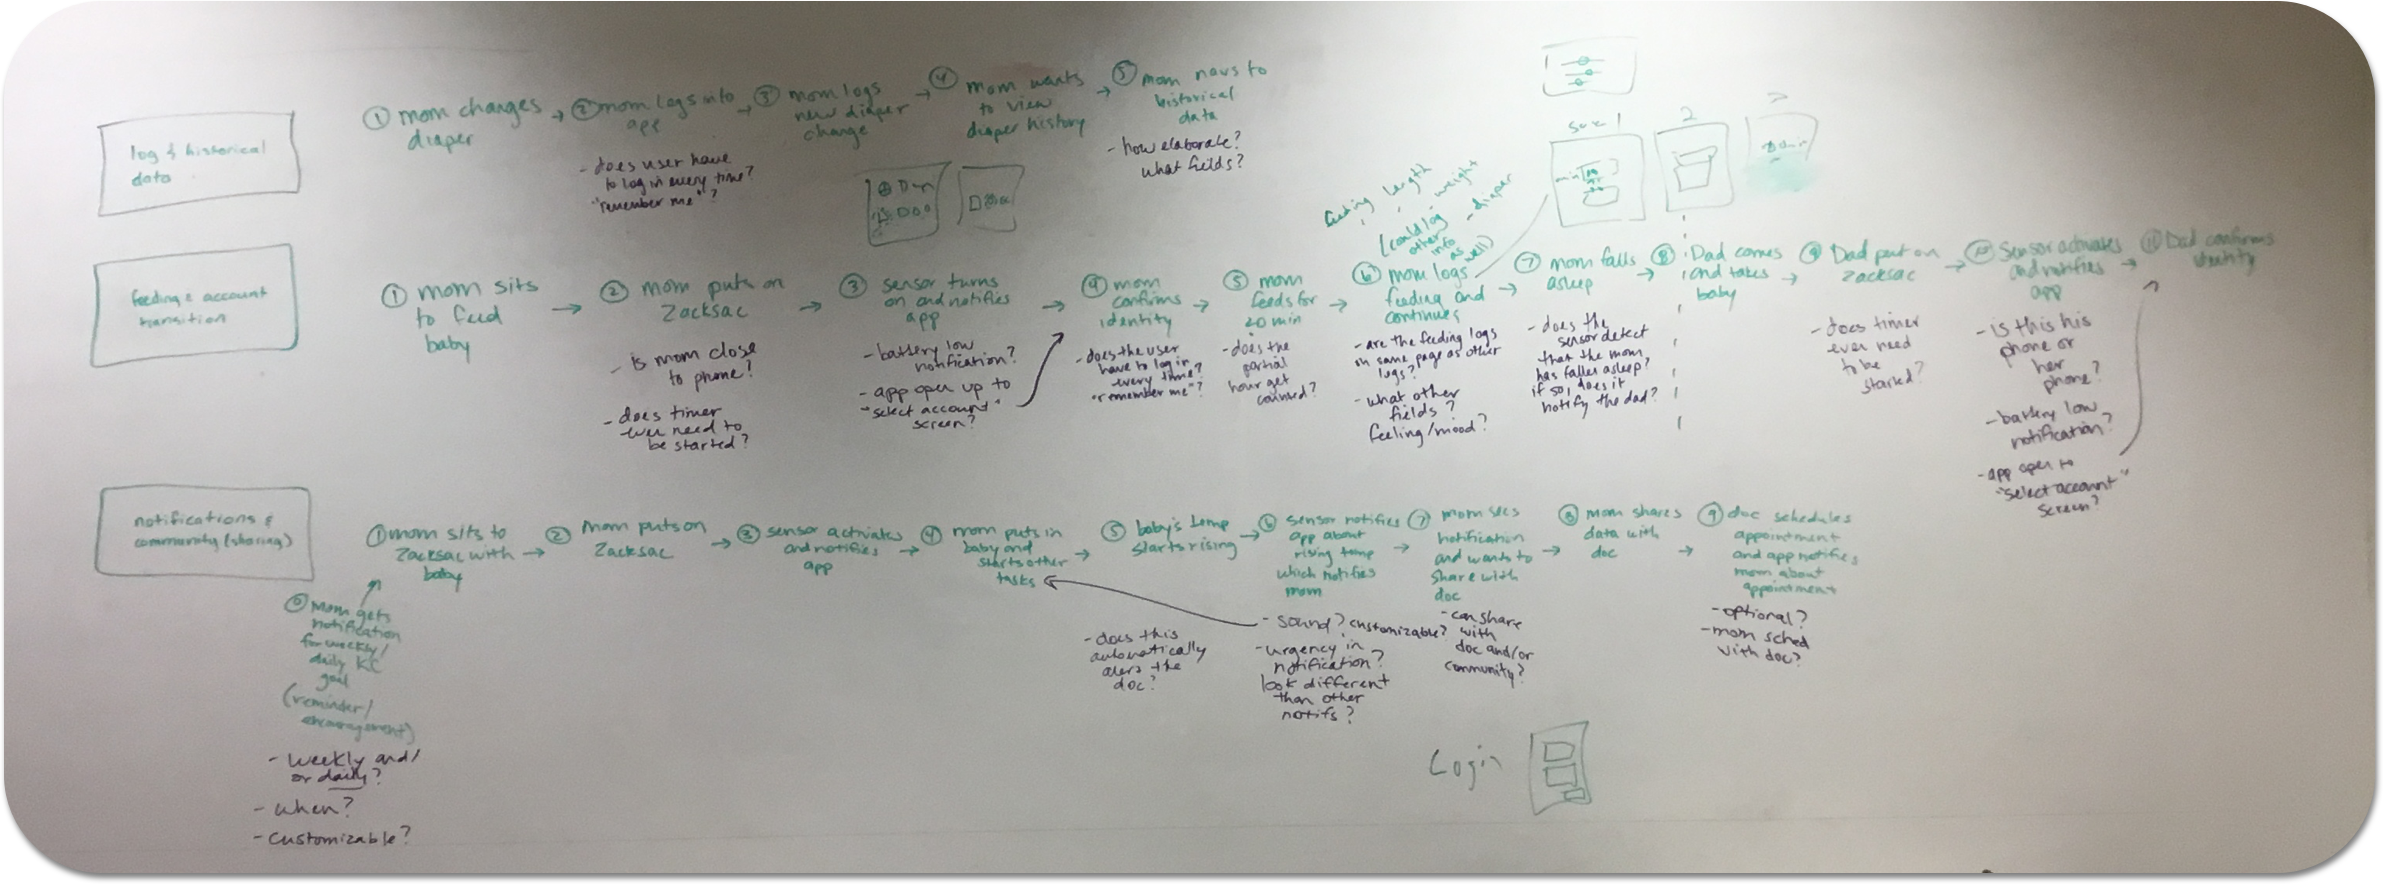 log & historical
data
① mom changes
diaper
② mom logs into
app
- does user have
to log in every time?
"remember me"?
③ mom logs
new diaper
change
④ mom wants
to view
diaper history
⑤ mom navs to
historical
data
- how elaborate?
what fields?
feeding & account
transition
① mom sits
to feed
baby
② mom puts on
Zacksac
- is mom close
to phone?
- does timer
ever need to
be started?
③ sensor turns
on and notifies
app
- battery low
notification?
- app open up to
"select account"
screen?
④ mom
confirms
identity
- does the user
have to log in
every time?
"remember me"?
⑤ mom
feeds for
20 min
- does the
partial
hour get
counted?
feeding length
- weight
- diaper
(could log
other info
as well)
⑥ mom logs
feeding and
continues
- are the feeding logs
on same page as other
logs?
- what other
fields?
feeling/mood?
1
2
min
⑦ mom falls
asleep
- does the
sensor detect
that the mom
has fallen asleep?
if so, does it
notify the dad?
⑧ Dad comes
and takes
baby
⑨ Dad put on
Zacksac
- does timer
ever need
to be
started?
⑩ Sensor activates
and notifies
app
- is this his
phone or
her
phone?
- battery low
notification?
- app open to
"select account"
screen?
⑪ Dad confirms
identity
notifications &
community (sharing)
⓪ mom gets
notification
for weekly/
daily KC
goal
(reminder/
encouragement)
- weekly and/
or daily?
- when?
- customizable?
① mom sits to
Zacksac with
baby
② Mom puts on
Zacksac
③ sensor activates
and notifies
app
④ mom puts in
baby and
starts other
tasks
⑤ baby's temp
starts rising
- does this
automatically
alert the
doc?
⑥ sensor notifies
app about
rising temp
which notifies
mom
- sound? customizable?
- urgency in
notification?
look different
than other
notifs?
⑦ mom sees
notification
and wants to
share with
doc
- can share
with
doc and/or
community?
⑧ mom shares
data with
doc
⑨ doc schedules
appointment
and app notifies
mom about
appointment
- optional?
- mom sched
with doc?
Login